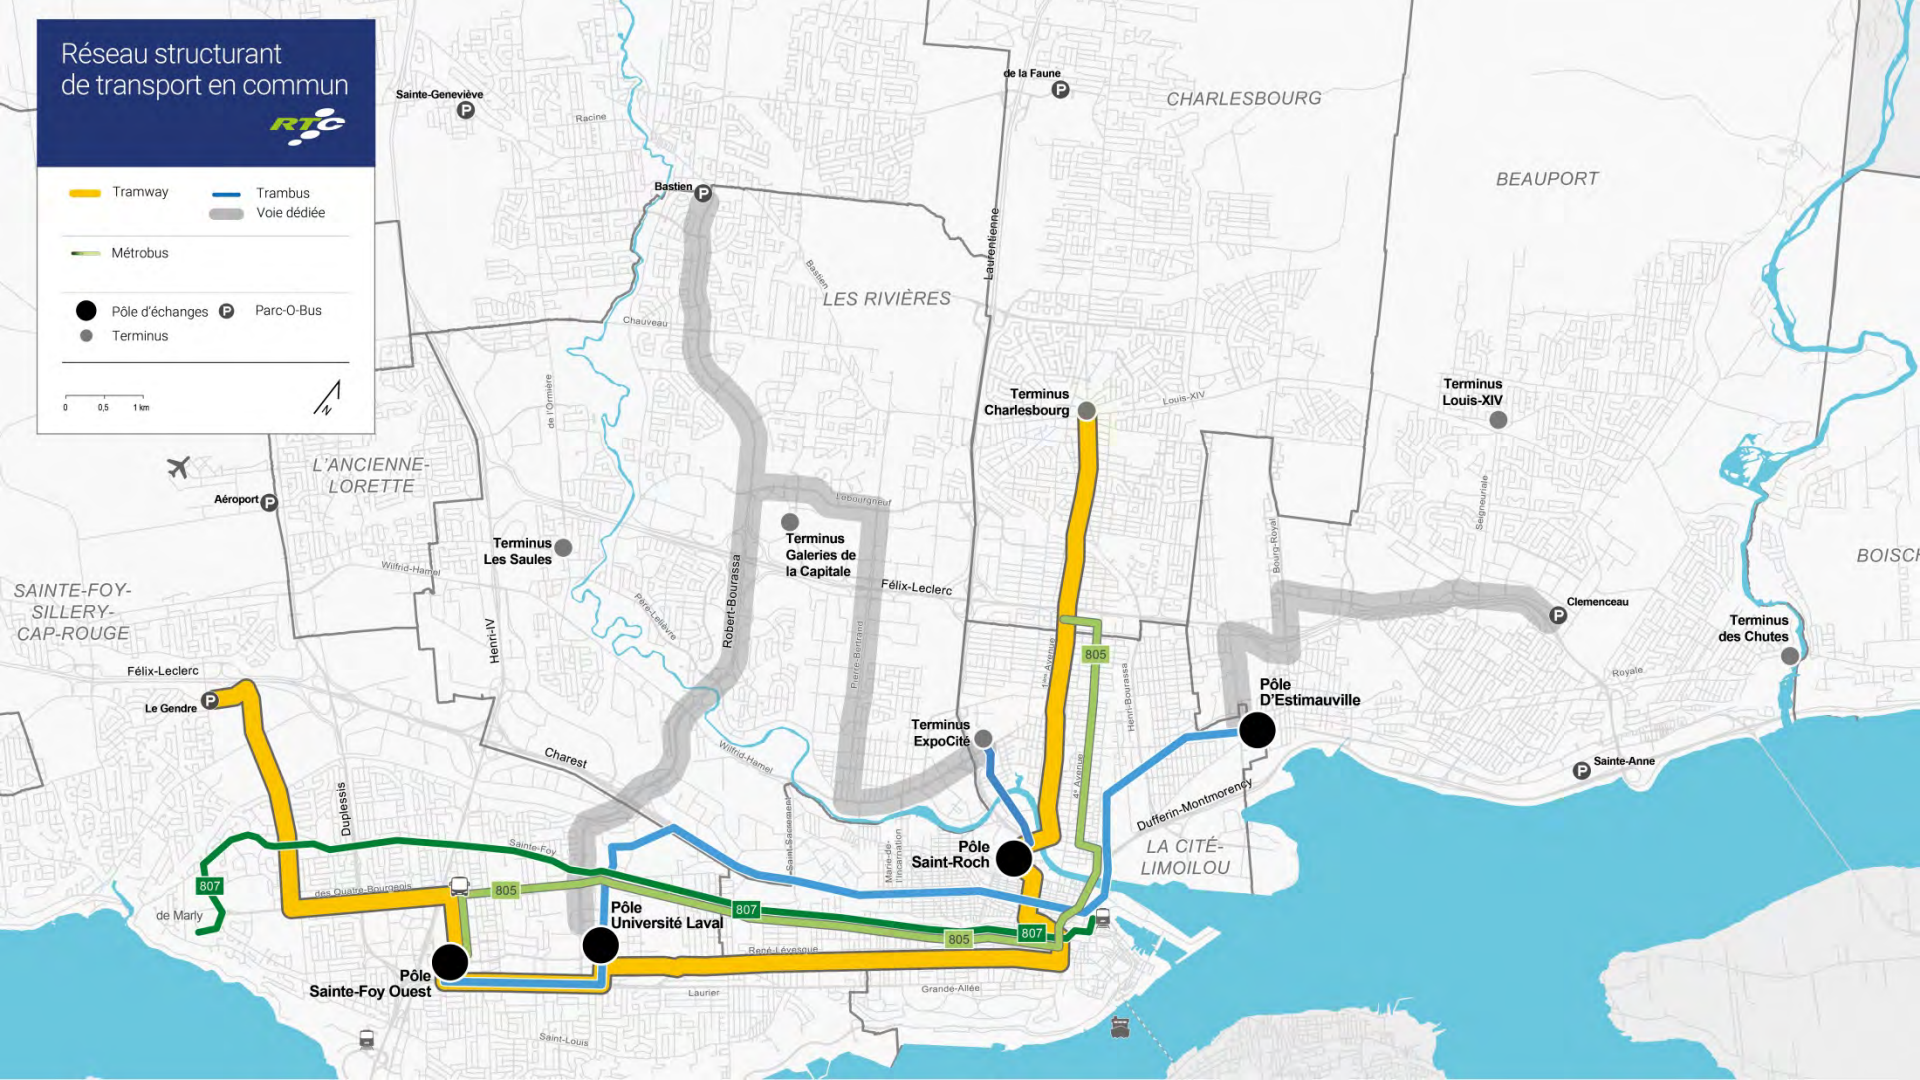 Réseau structurant
de transport en commun
RTC
Tramway
Trambus
Voie dédiée
Métrobus
Pôle d'échanges
P
Parc-O-Bus
Terminus
0
0,5
1 km
N
Sainte-Geneviève
P
Racine
de la Faune
P
CHARLESBOURG
BEAUPORT
Bastien
P
Laurentienne
Bastien
LES RIVIÈRES
Chauveau
de l'Ormière
Terminus
Charlesbourg
Louis-XIV
Terminus
Louis-XIV
L'ANCIENNE-
LORETTE
Aéroport
P
Lebourgneuf
Seigneuriale
Bourg-Royal
Terminus
Les Saules
Terminus
Galeries de
la Capitale
Robert-Bourassa
Félix-Leclerc
Wilfrid-Hamel
Père-Lelièvre
BOISCH
SAINTE-FOY-
SILLERY-
CAP-ROUGE
Henri-IV
Pierre-Bertrand
1ère Avenue
805
Henri-Bourassa
P
Clemenceau
Terminus
des Chutes
Royale
Félix-Leclerc
Le Gendre
P
Pôle
D'Estimauville
Terminus
ExpoCité
Charest
Wilfrid-Hamel
4e Avenue
P
Sainte-Anne
Duplessis
Saint-Sacrement
Dufferin-Montmorency
Sainte-Foy
Marie-de-
l'Incarnation
Pôle
Saint-Roch
LA CITÉ-
LIMOILOU
807
des Quatre-Bourgeois
805
de Marly
Pôle
Université Laval
807
805
807
René-Lévesque
Pôle
Sainte-Foy Ouest
Laurier
Grande-Allée
Saint-Louis